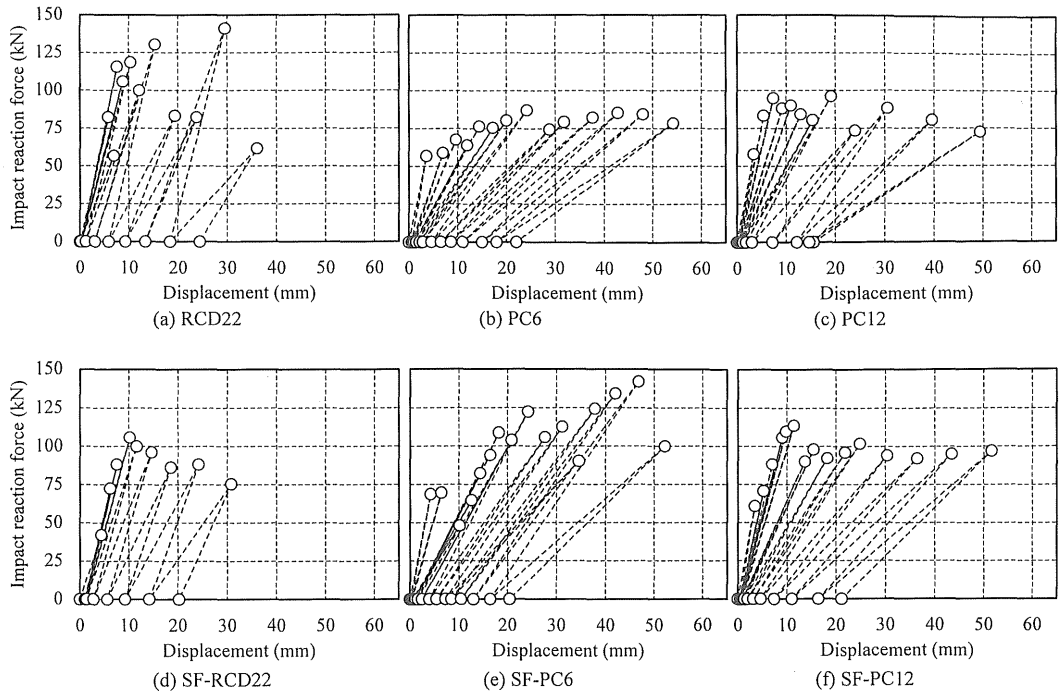 Impact reaction force (kN)
150
125
100
75
50
25
0
0 10 20 30 40 50 60
Displacement (mm)
(a) RCD22
0 10 20 30 40 50 60
Displacement (mm)
(b) PC6
0 10 20 30 40 50 60
Displacement (mm)
(c) PC12
Impact reaction force (kN)
150
125
100
75
50
25
0
0 10 20 30 40 50 60
Displacement (mm)
(d) SF-RCD22
0 10 20 30 40 50 60
Displacement (mm)
(e) SF-PC6
0 10 20 30 40 50 60
Displacement (mm)
(f) SF-PC12